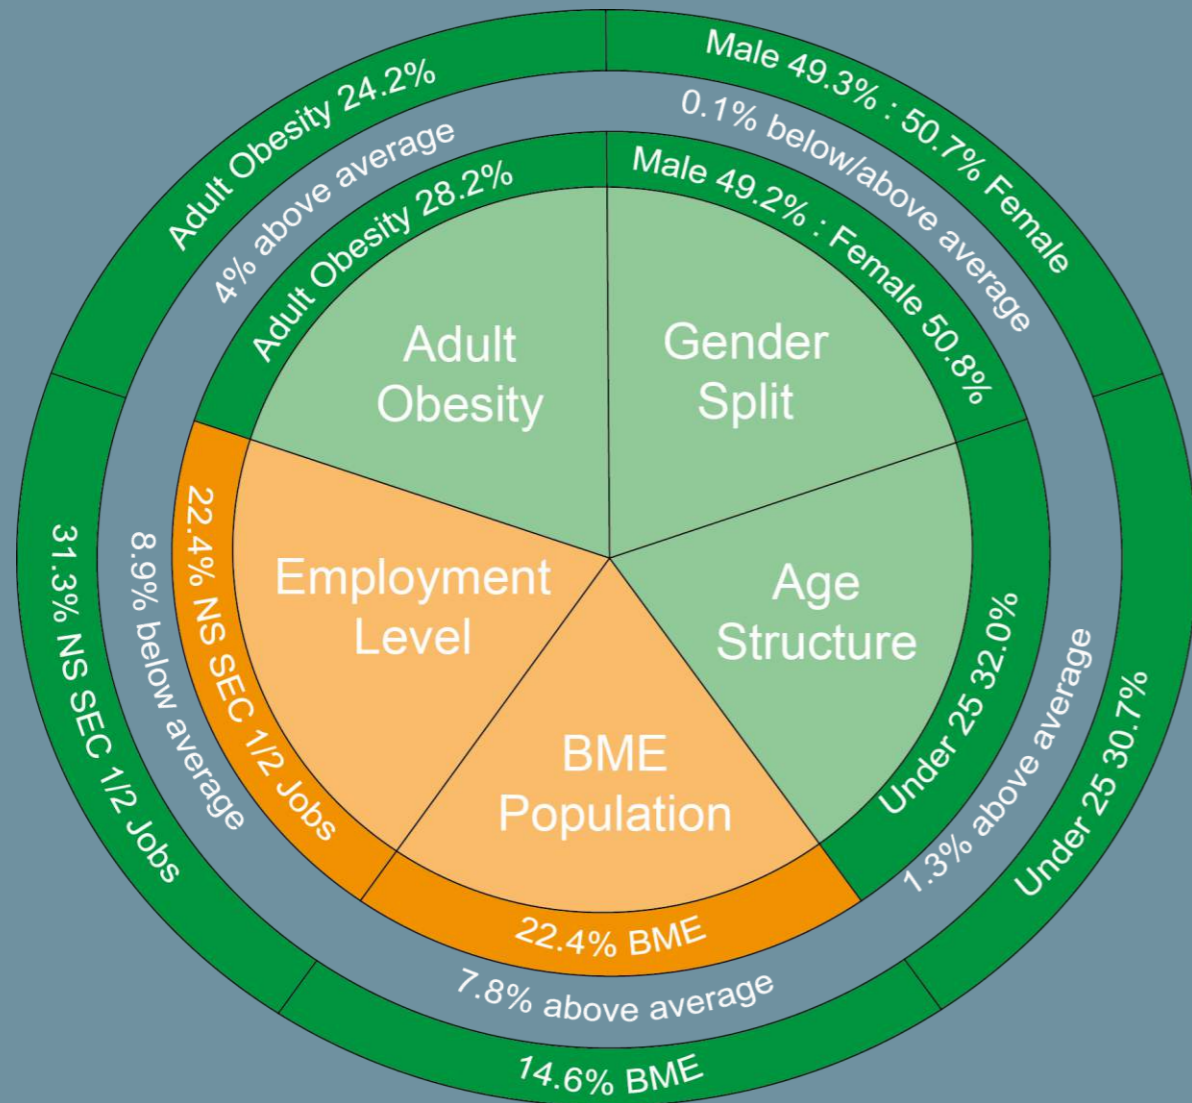 Male 49.3% : 50.7% Female
0.1% below/above average
Male 49.2% : Female 50.8%
Gender
Split
Under 25 30.7%
1.3% above average
Under 25 32.0%
Age
Structure
14.6% BME
7.8% above average
22.4% BME
BME
Population
31.3% NS SEC 1/2 Jobs
8.9% below average
22.4% NS SEC 1/2 Jobs
Employment
Level
Adult Obesity 24.2%
4% above average
Adult Obesity 28.2%
Adult
Obesity